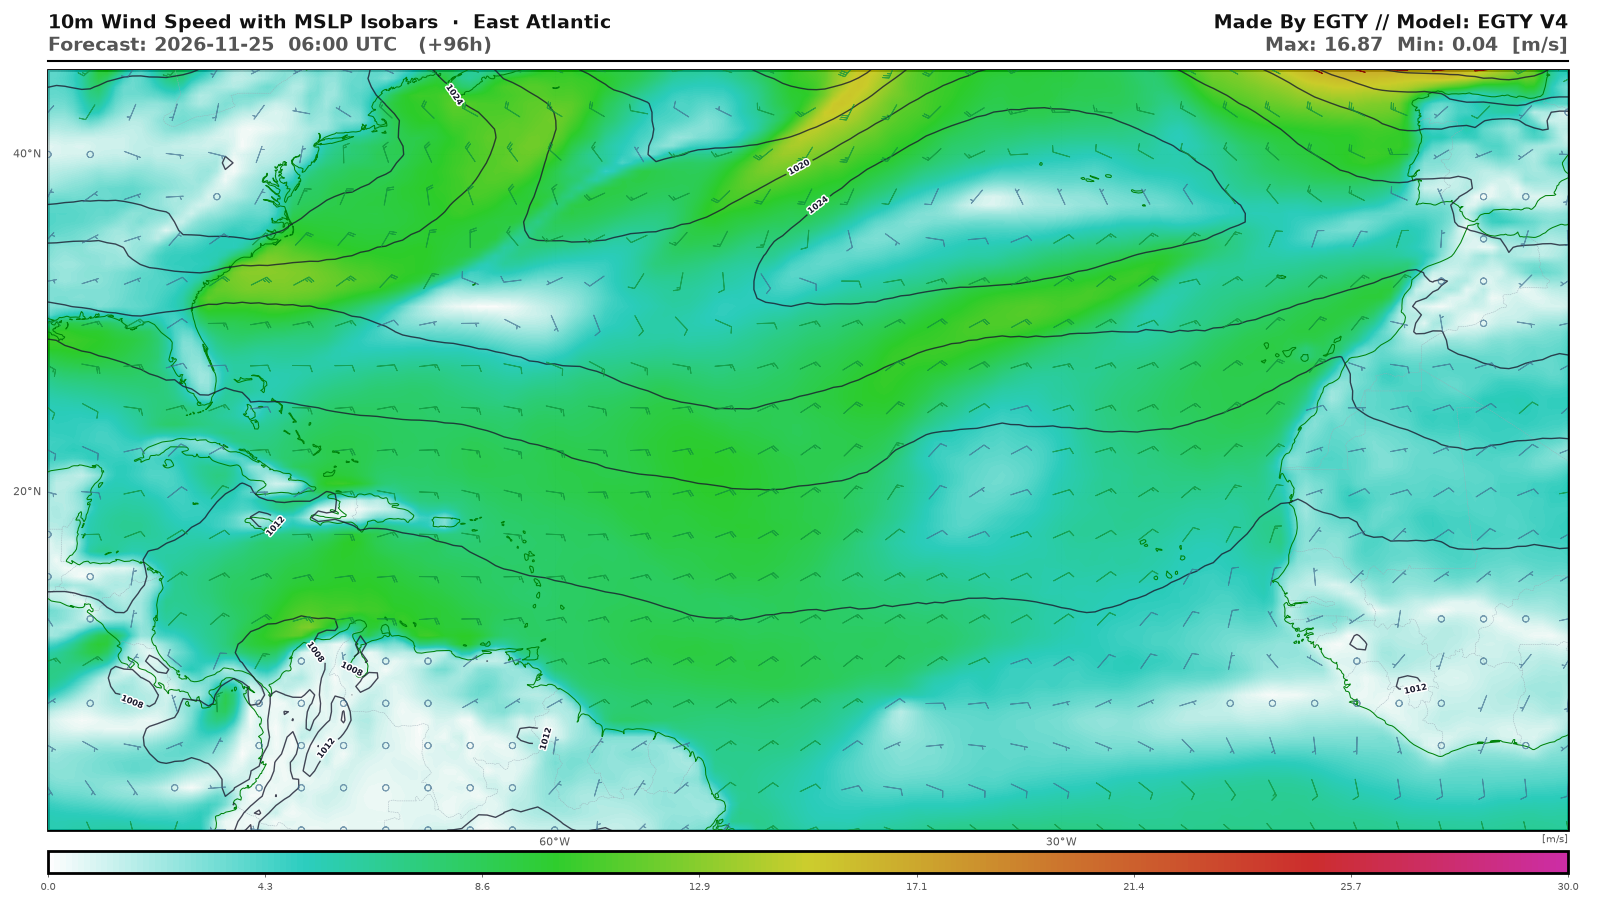 10m Wind Speed with MSLP Isobars · East Atlantic
Made By EGTY // Model: EGTY V4
Forecast: 2026-11-25 06:00 UTC (+96h)
Max: 16.87 Min: 0.04 [m/s]
1024
40°N
1020
1024
20°N
1012
1008
1008
1008
1012
1012
1012
60°W
30°W
[m/s]
0.0
4.3
8.6
12.9
17.1
21.4
25.7
30.0